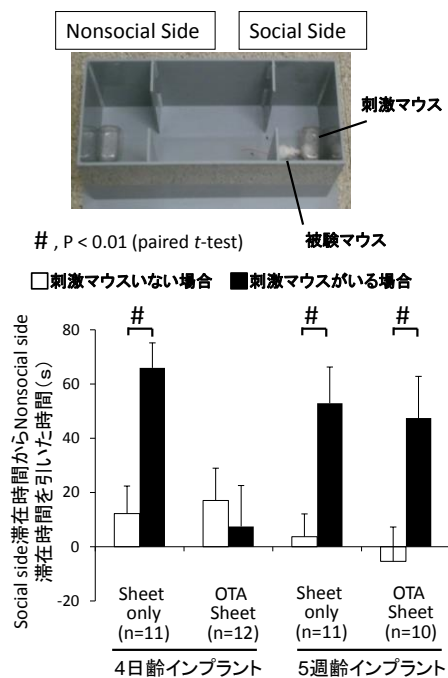 Nonsocial Side Social Side
刺激マウス
被験マウス
# , P < 0.01 (paired t-test)
□刺激マウスいない場合 ■刺激マウスがいる場合
Social side滞在時間からNonsocial side
滞在時間を引いた時間(s)
80
60
40
20
0
-20
# # #
Sheet only (n=11)
OTA Sheet (n=12)
Sheet only (n=11)
OTA Sheet (n=10)
4日齢インプラント 5週齢インプラント